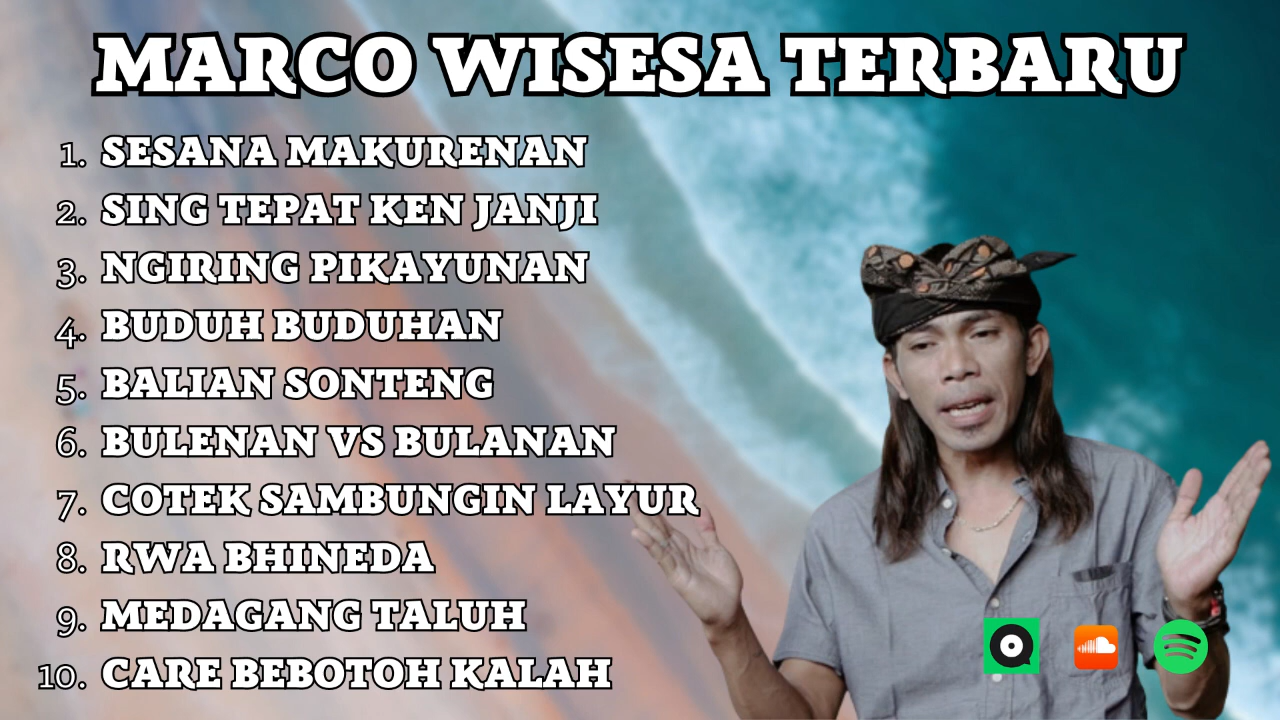 MARCO WISESA TERBARU
1. SESANA MAKURENAN
2. SING TEPAT KEN JANJI
3. NGIRING PIKAYUNAN
4. BUDUH BUDUHAN
5. BALIAN SONTENG
6. BULENAN VS BULANAN
7. COTEK SAMBUNGIN LAYUR
8. RWA BHINEDA
9. MEDAGANG TALUH
10. CARE BEBOTOH KALAH